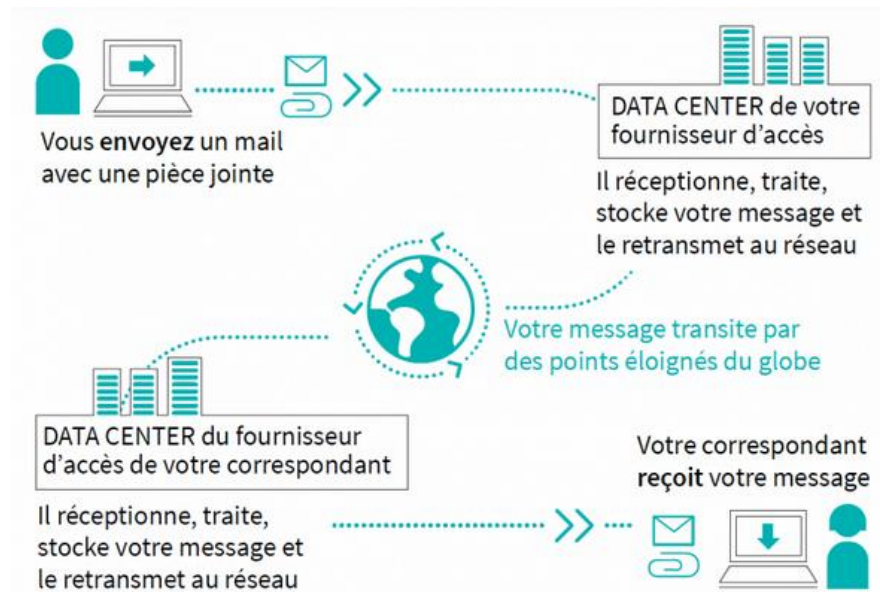 Vous envoyez un mail
avec une pièce jointe
DATA CENTER de votre
fournisseur d'accès
Il réceptionne, traite,
stocke votre message et
le retransmet au réseau
Votre message transite par
des points éloignés du globe
DATA CENTER du fournisseur
d'accès de votre correspondant
Il réceptionne, traite,
stocke votre message et
le retransmet au réseau
Votre correspondant
reçoit votre message